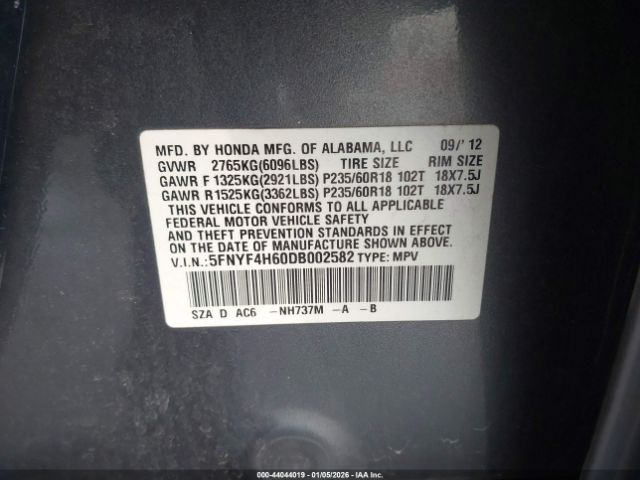 MFD. BY HONDA MFG. OF ALABAMA, LLC 09/' 12
GVWR 2765KG(6096LBS) TIRE SIZE RIM SIZE
GAWR F 1325KG(2921LBS) P235/60R18 102T 18X7.5J
GAWR R1525KG(3362LBS) P235/60R18 102T 18X7.5J
THIS VEHICLE CONFORMS TO ALL APPLICABLE
FEDERAL MOTOR VEHICLE SAFETY
AND THEFT PREVENTION STANDARDS IN EFFECT
ON THE DATE OF MANUFACTURE SHOWN ABOVE.
V.I.N.:5FNYF4H60DB002582 TYPE: MPV
SZA D AC6 -NH737M -A -B
000-44044019 - 01/05/2026 - IAA Inc.